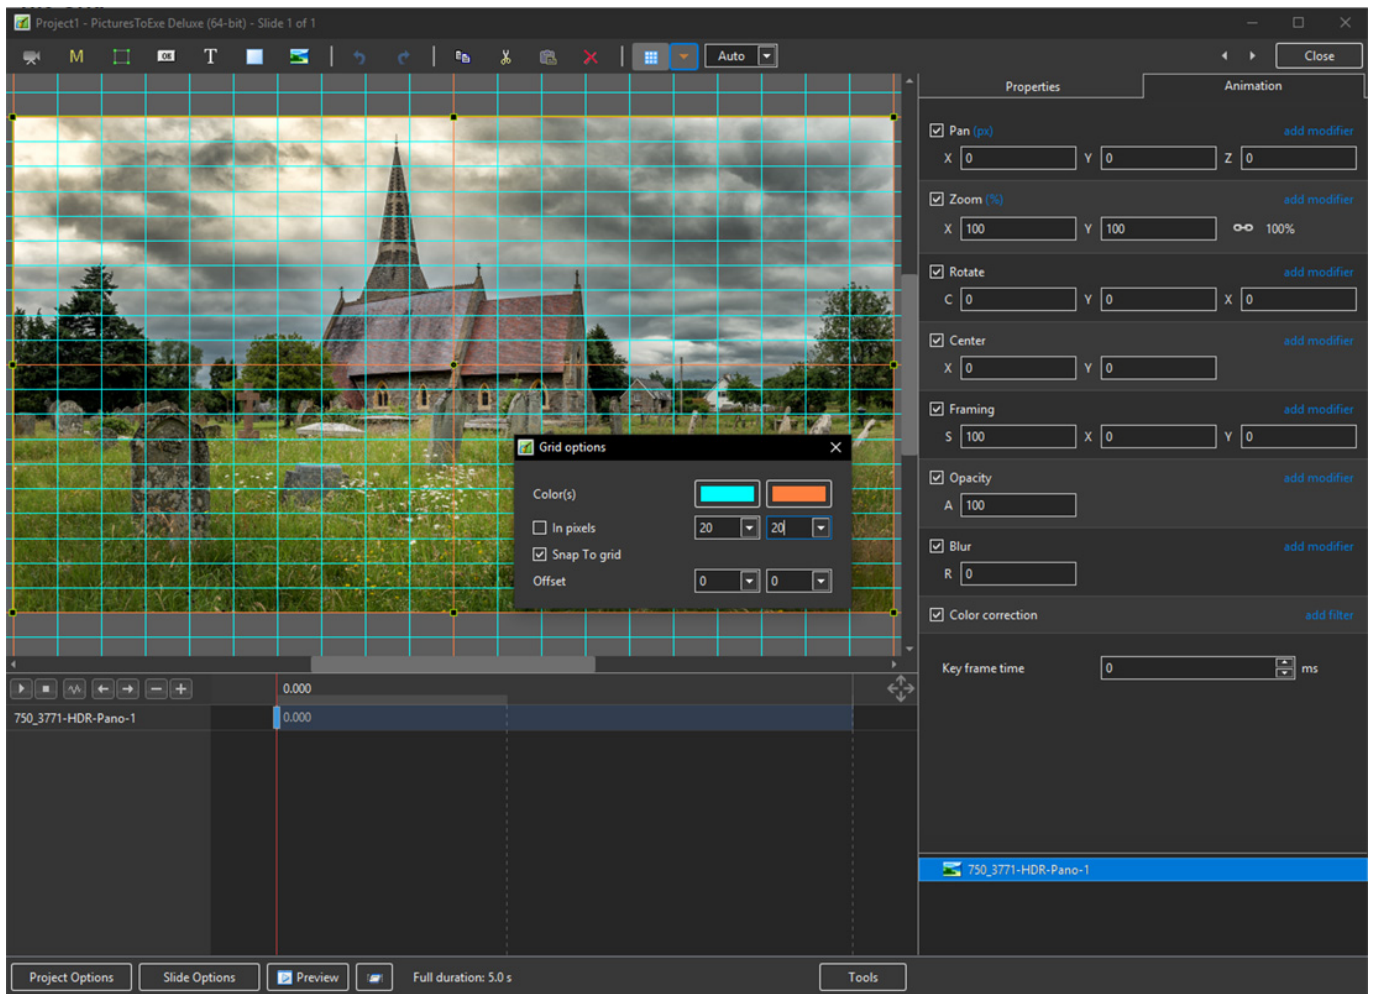 Project1 - PicturesToExe Deluxe (64-bit) - Slide 1 of 1
M OK T Auto Close
Properties Animation
Pan (px) add modifier
X 0 Y 0 Z 0
Zoom (%) add modifier
X 100 Y 100 100%
Rotate add modifier
C 0 Y 0 X 0
Center add modifier
X 0 Y 0
Framing add modifier
S 100 X 0 Y 0
Opacity add modifier
A 100
Blur add modifier
R 0
Color correction add filter
Key frame time 0 ms
Grid options
Color(s)
In pixels 20 20
Snap To grid
Offset 0 0
0.000
750_3771-HDR-Pano-1 0.000
750_3771-HDR-Pano-1
Project Options Slide Options Preview Full duration: 5.0 s Tools